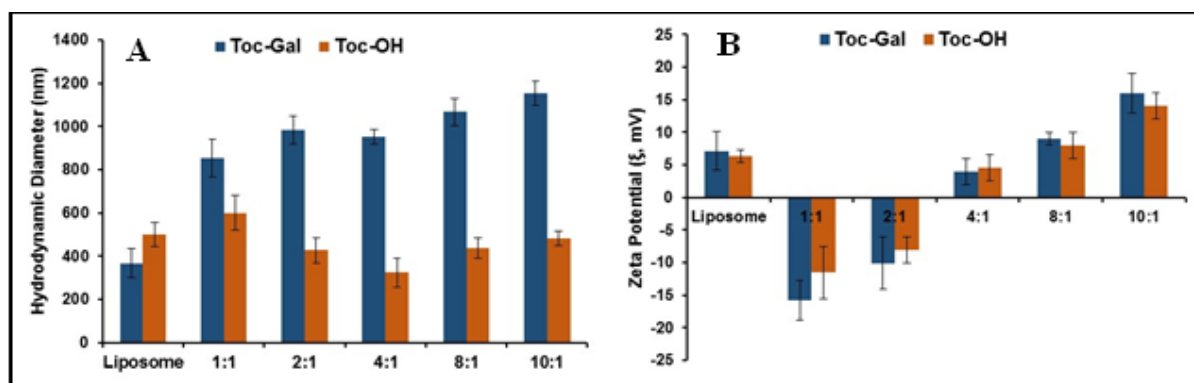 A
Toc-Gal Toc-OH
Hydrodynamic Diameter (nm)
1400
1200
1000
800
600
400
200
0
Liposome 1:1 2:1 4:1 8:1 10:1
B
Toc-Gal Toc-OH
Zeta Potential (ξ, mV)
25
20
15
10
5
0
-5
-10
-15
-20
-25
Liposome 1:1 2:1 4:1 8:1 10:1